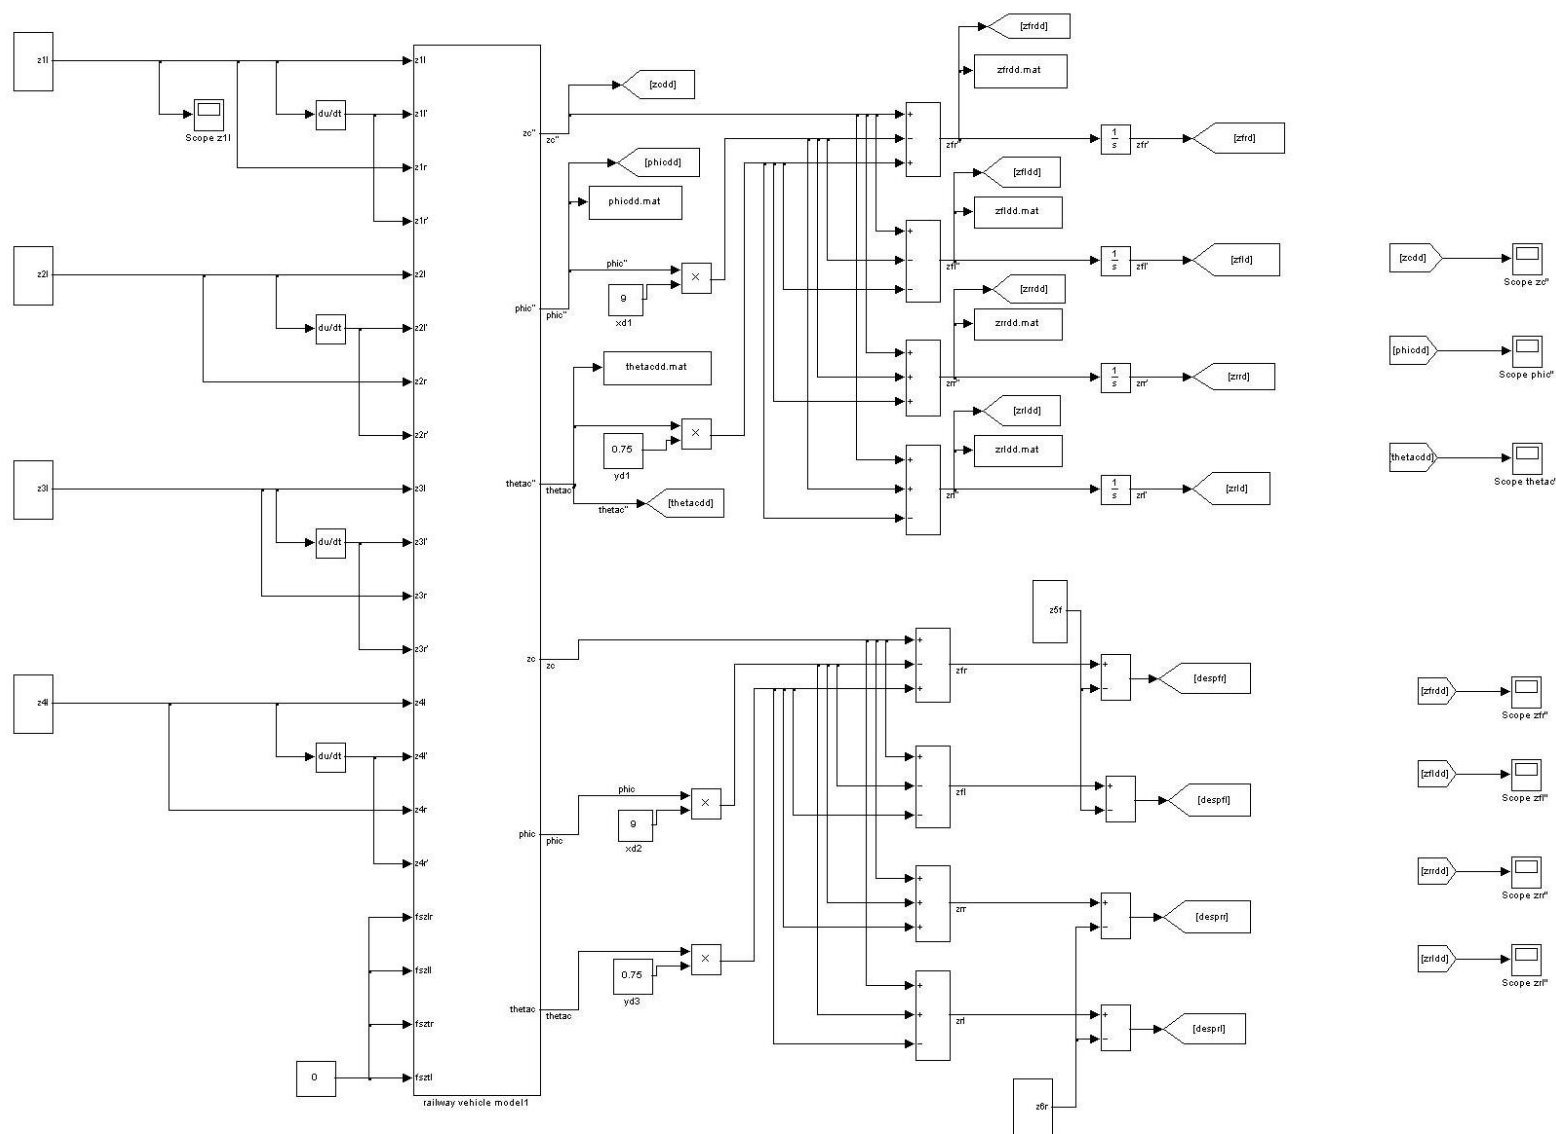 z1l
Scope z1l
du/dt
z2l
du/dt
z3l
du/dt
z4l
du/dt
0
z1l
z1l'
z1r
z1r'
z2l
z2l'
z2r
z2r'
z3l
z3l'
z3r
z3r'
z4l
z4l'
z4r
z4r'
fszlr
fszll
fsztr
fsztl
zc"
phic"
thetac"
zc
phic
thetac
railway vehicle model1
zc"
[zcdd]
[phicdd]
phicdd.mat
phic"
phic"
9
xd1
×
thetacdd.mat
0.75
yd1
×
thetac
thetac"
[thetacdd]
zc
phic
phic
9
xd2
×
thetac
0.75
yd3
×
+
−
+
zfr"
[zfrdd]
zfrdd.mat
1
s
zfr'
[zfrd]
+
−
−
zfl"
[zfldd]
zfldd.mat
1
s
zfl'
[zfld]
+
+
+
zrr"
[zrrdd]
zrrdd.mat
1
s
zrr'
[zrrd]
+
+
−
zrl"
[zrldd]
zrldd.mat
1
s
zrl'
[zrld]
z5f
+
−
+
zfr
+
−
[despfr]
+
−
−
zfl
+
−
[despfl]
+
+
+
zrr
+
−
[desprr]
+
+
−
zrl
+
−
[desprl]
z6r
[zcdd]
Scope zc"
[phicdd]
Scope phic"
[thetacdd]
Scope thetac'
[zfrdd]
Scope zfr"
[zfldd]
Scope zfl"
[zrrdd]
Scope zrr"
[zrldd]
Scope zrl"